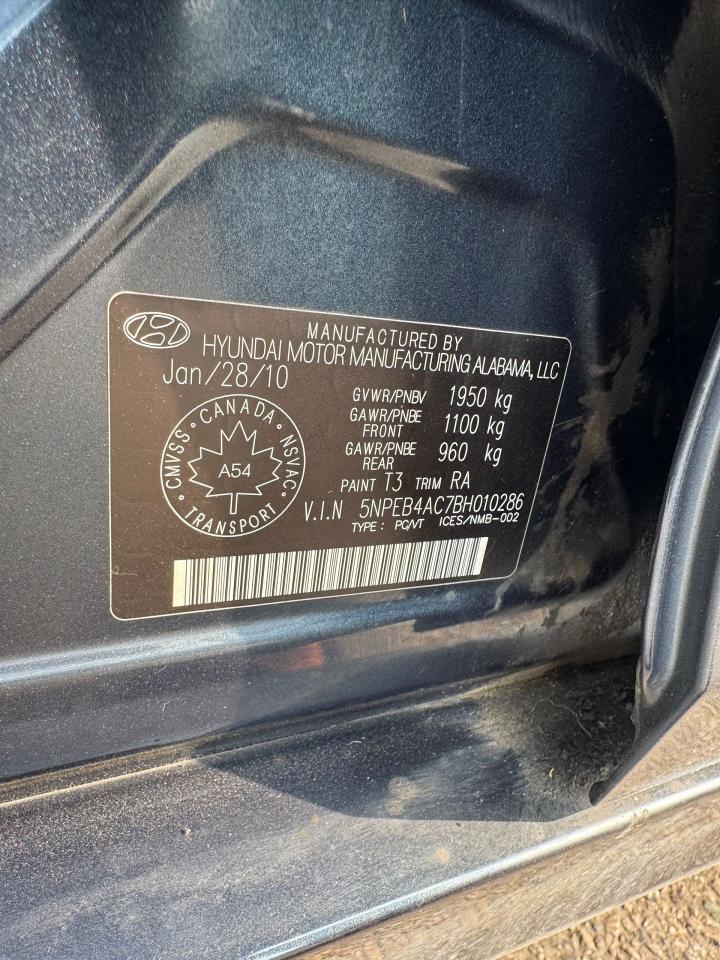 MANUFACTURED BY
HYUNDAI MOTOR MANUFACTURING ALABAMA, LLC
Jan/28/10
GVWR/PNBV 1950 kg
GAWR/PNBE FRONT 1100 kg
GAWR/PNBE REAR 960 kg
PAINT T3 TRIM RA
V.I.N 5NPEB4AC7BH010286
TYPE : PC/VT ICES/NMB-002
CMVSS · CANADA · NSVAC · TRANSPORT ·
A54